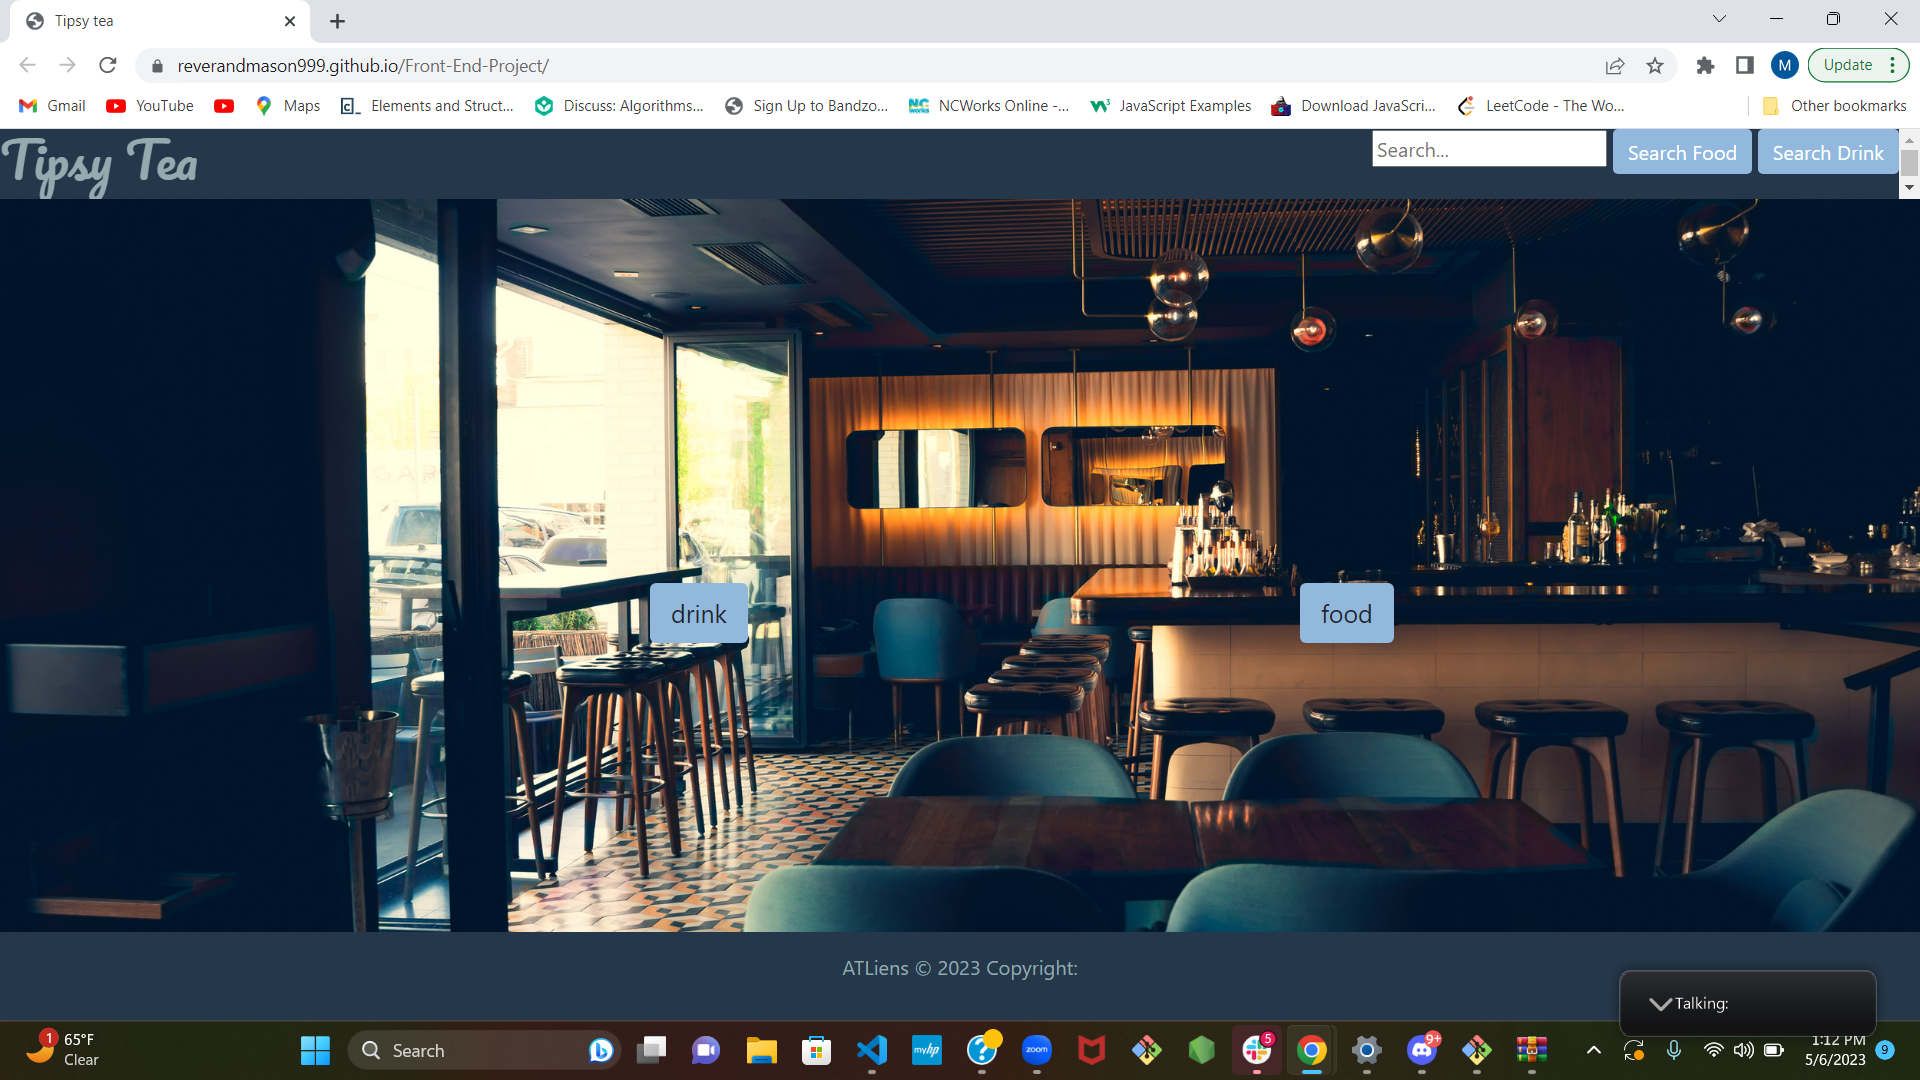 Tipsy tea
reverandmason999.github.io/Front-End-Project/
M
Update
Gmail
YouTube
Maps
Elements and Struct...
Discuss: Algorithms...
Sign Up to Bandzo...
NCWorks Online -...
JavaScript Examples
Download JavaScri...
LeetCode - The Wo...
Other bookmarks
Tipsy Tea
Search...
Search Food
Search Drink
drink
food
ATLiens © 2023 Copyright:
Talking:
1
65°F
Clear
Search
myhp
zoom
5
9+
1:12 PM
5/6/2023
9